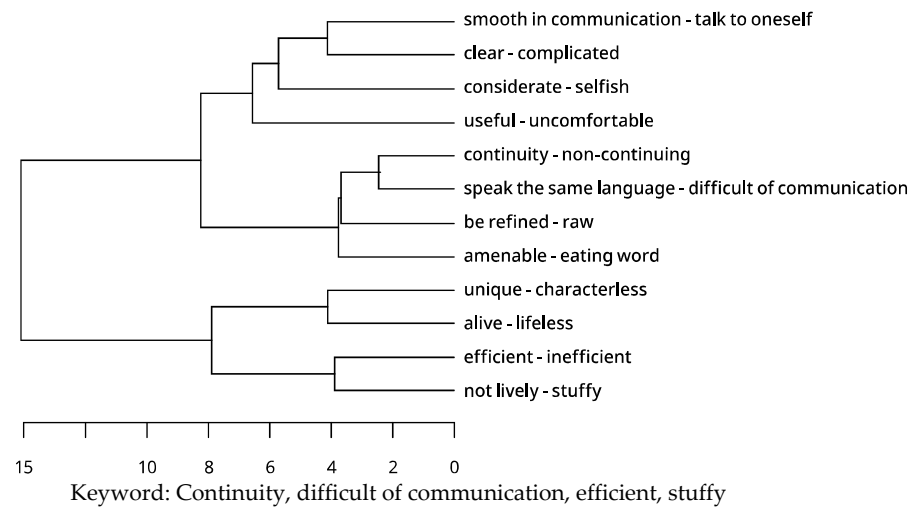 smooth in communication - talk to oneself
clear - complicated
considerate - selfish
useful - uncomfortable
continuity - non-continuing
speak the same language - difficult of communication
be refined - raw
amenable - eating word
unique - characterless
alive - lifeless
efficient - inefficient
not lively - stuffy
15 10 8 6 4 2 0
Keyword: Continuity, difficult of communication, efficient, stuffy